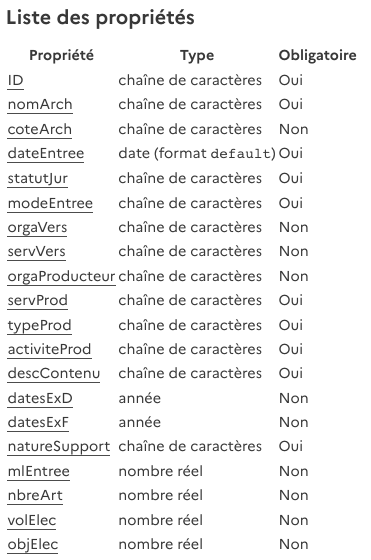 Liste des propriétés
Propriété Type Obligatoire
ID chaîne de caractères Oui
nomArch chaîne de caractères Oui
coteArch chaîne de caractères Non
dateEntree date (format default) Oui
statutJur chaîne de caractères Oui
modeEntree chaîne de caractères Oui
orgaVers chaîne de caractères Non
servVers chaîne de caractères Non
orgaProducteur chaîne de caractères Non
servProd chaîne de caractères Oui
typeProd chaîne de caractères Oui
activiteProd chaîne de caractères Oui
descContenu chaîne de caractères Oui
datesExD année Non
datesExF année Non
natureSupport chaîne de caractères Oui
mlEntree nombre réel Non
nbreArt nombre réel Non
volElec nombre réel Non
objElec nombre réel Non